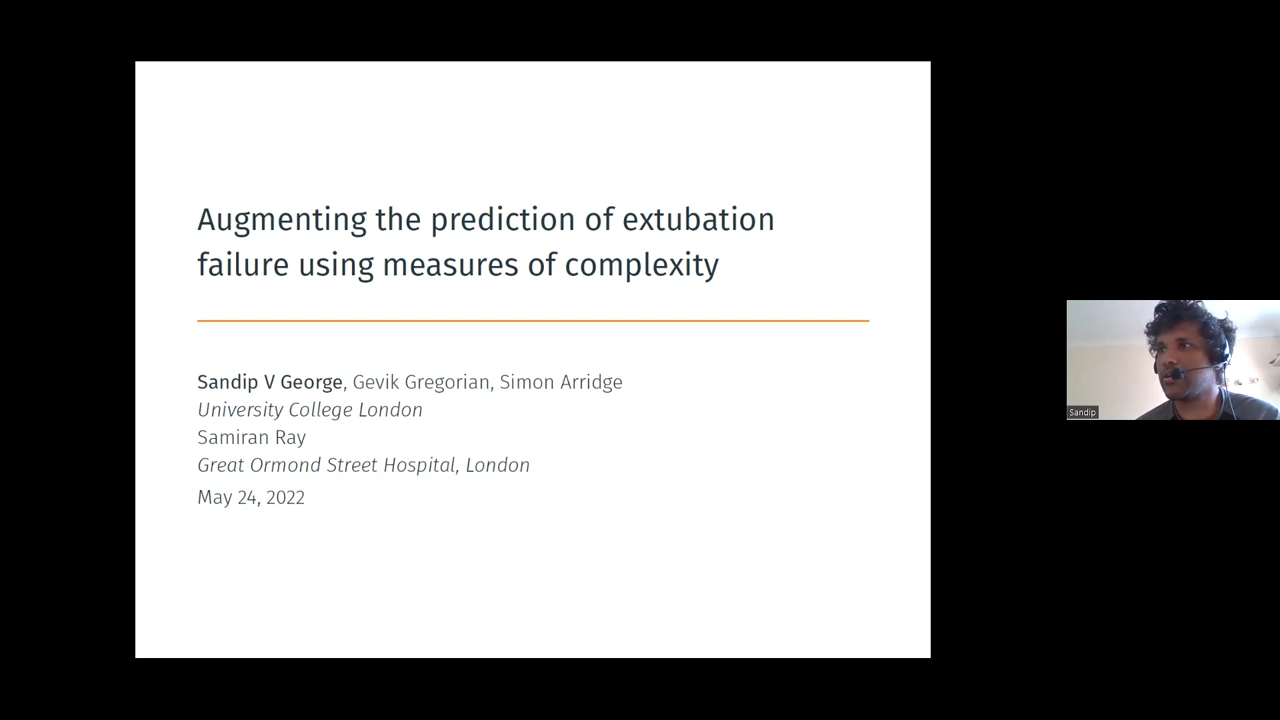 Augmenting the prediction of extubation
failure using measures of complexity
Sandip V George, Gevik Gregorian, Simon Arridge
University College London
Samiran Ray
Great Ormond Street Hospital, London
May 24, 2022
Sandip